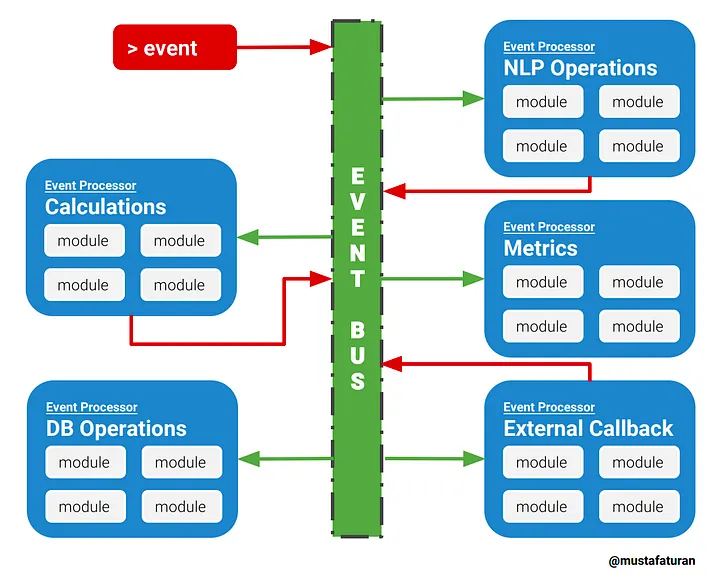 > event
Event Processor
NLP Operations
module module
module module
Event Processor
Calculations
module module
module module
EVENT BUS
Event Processor
Metrics
module module
module module
Event Processor
DB Operations
module module
module module
Event Processor
External Callback
module module
module module
@mustafaturan